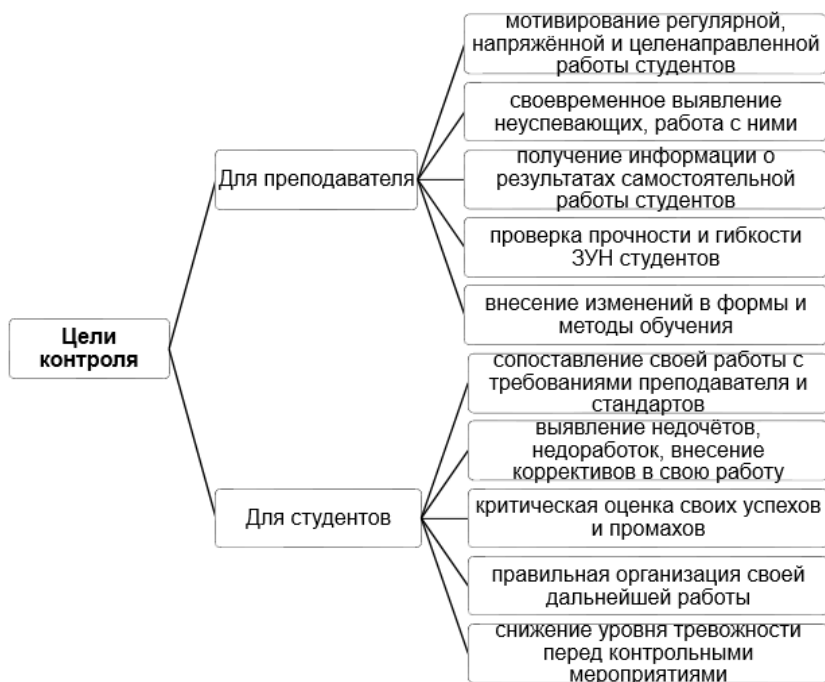 Цели
контроля
Для преподавателя
мотивирование регулярной,
напряжённой и целенаправленной
работы студентов
своевременное выявление
неуспевающих, работа с ними
получение информации о
результатах самостоятельной
работы студентов
проверка прочности и гибкости
ЗУН студентов
внесение изменений в формы и
методы обучения
Для студентов
сопоставление своей работы с
требованиями преподавателя и
стандартов
выявление недочётов,
недоработок, внесение
коррективов в свою работу
критическая оценка своих успехов
и промахов
правильная организация своей
дальнейшей работы
снижение уровня тревожности
перед контрольными
мероприятиями